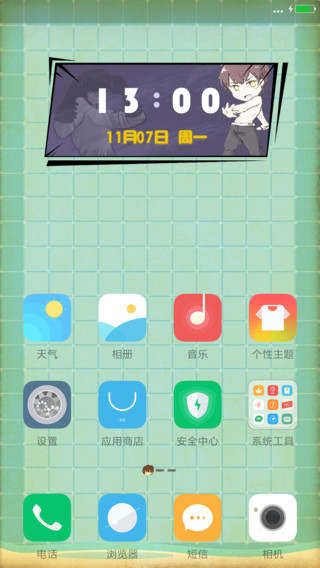 13:00
11月07日 周一
天气 相册 音乐 个性主题
设置 应用商店 安全中心 系统工具
电话 浏览器 短信 相机